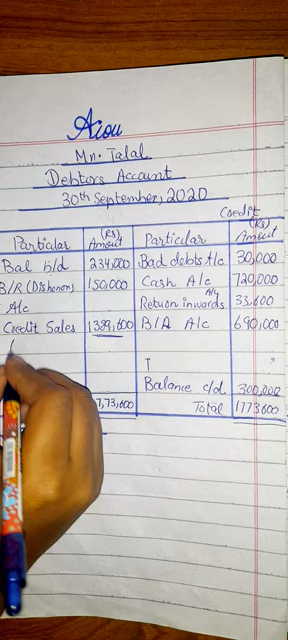 Aiou
Mr. Talal
Debtors Account
30th September, 2020
Credit
Particular (Rs) Amount Particular (Rs) Amount
Bal b/d 234,000 Bad debts A/c 30,000
B/R (Dishonon) 150,000 Cash A/c 720,000
A/c Return inwards A/c 33,600
Credit Sales 1389,600 B/R A/c 690,000
Balance c/d 300,000
7,73,600 Total 1773600